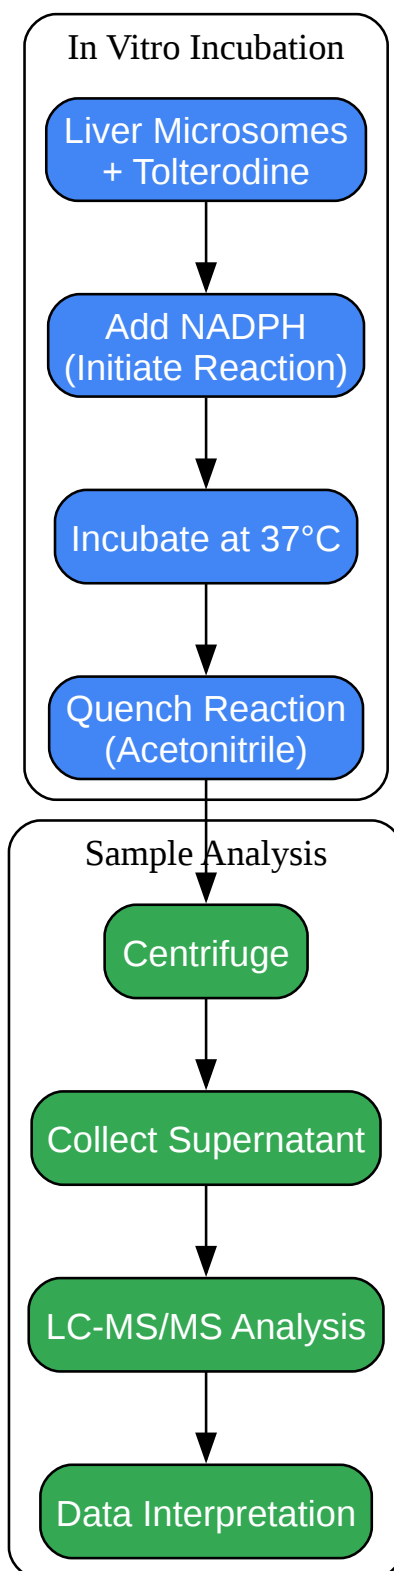 In Vitro Incubation
Liver Microsomes
+ Tolterodine
Add NADPH
(Initiate Reaction)
Incubate at 37°C
Quench Reaction
(Acetonitrile)
Sample Analysis
Centrifuge
Collect Supernatant
LC-MS/MS Analysis
Data Interpretation